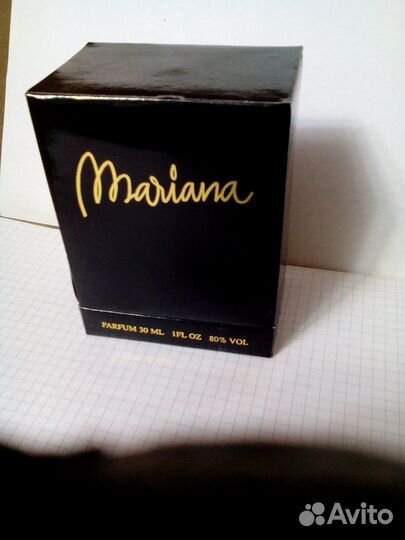 Mariana
PARFUM 30 ML 1FL OZ 80% VOL
Avito